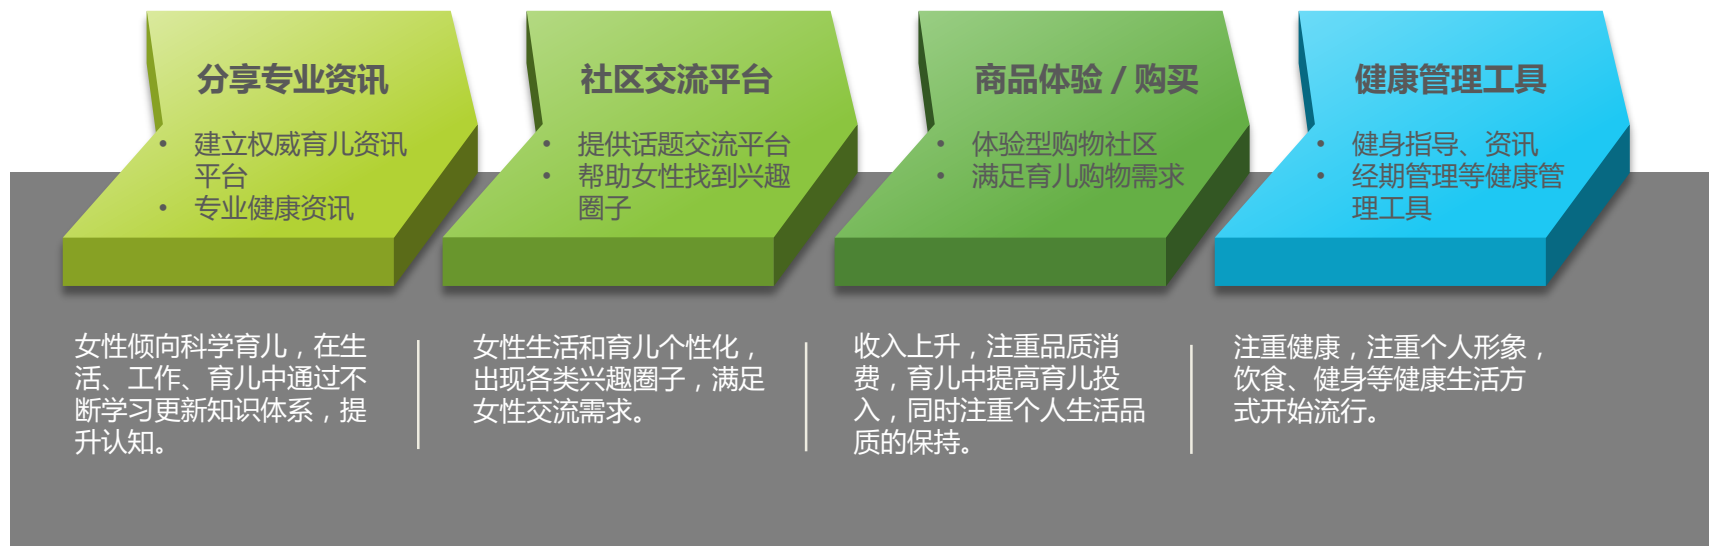 分享专业资讯
• 建立权威育儿资讯
平台
• 专业健康资讯
社区交流平台
• 提供话题交流平台
• 帮助女性找到兴趣
圈子
商品体验 / 购买
• 体验型购物社区
• 满足育儿购物需求
健康管理工具
• 健身指导、资讯
• 经期管理等健康管
理工具
女性倾向科学育儿，在生
活、工作、育儿中通过不
断学习更新知识体系，提
升认知。
女性生活和育儿个性化，
出现各类兴趣圈子，满足
女性交流需求。
收入上升，注重品质消
费，育儿中提高育儿投
入，同时注重个人生活品
质的保持。
注重健康，注重个人形象，
饮食、健身等健康生活方
式开始流行。